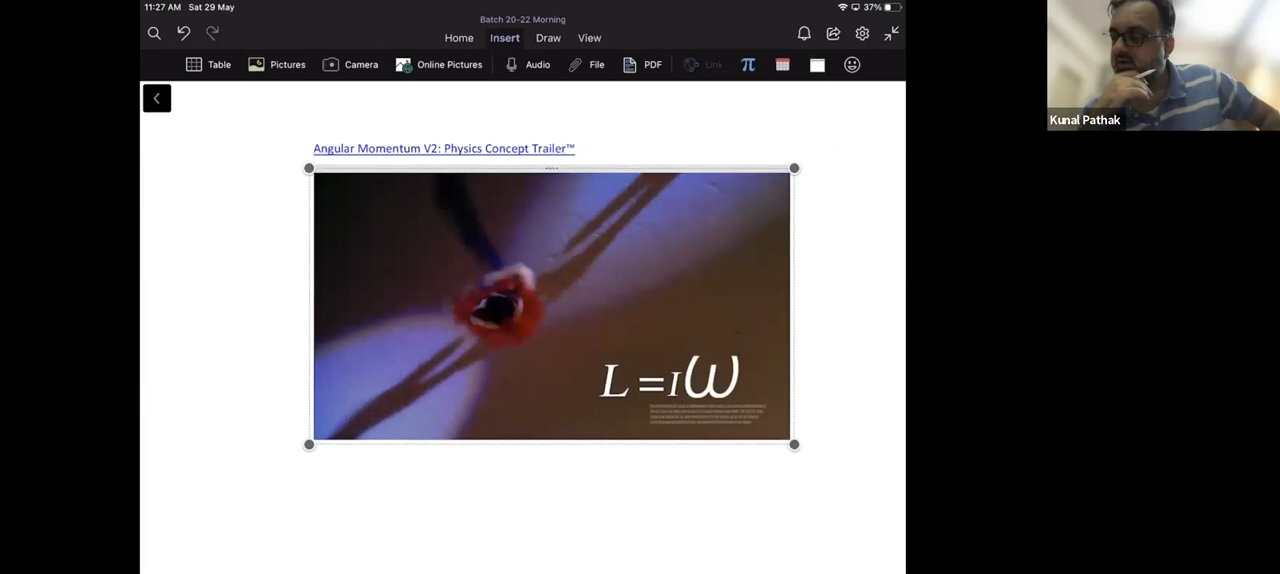 11:27 AM Sat 29 May
37%
Batch 20-22 Morning
Home Insert Draw View
Table Pictures Camera Online Pictures Audio File PDF Link π
Kunal Pathak
Angular Momentum V2: Physics Concept Trailer™
L = I ω